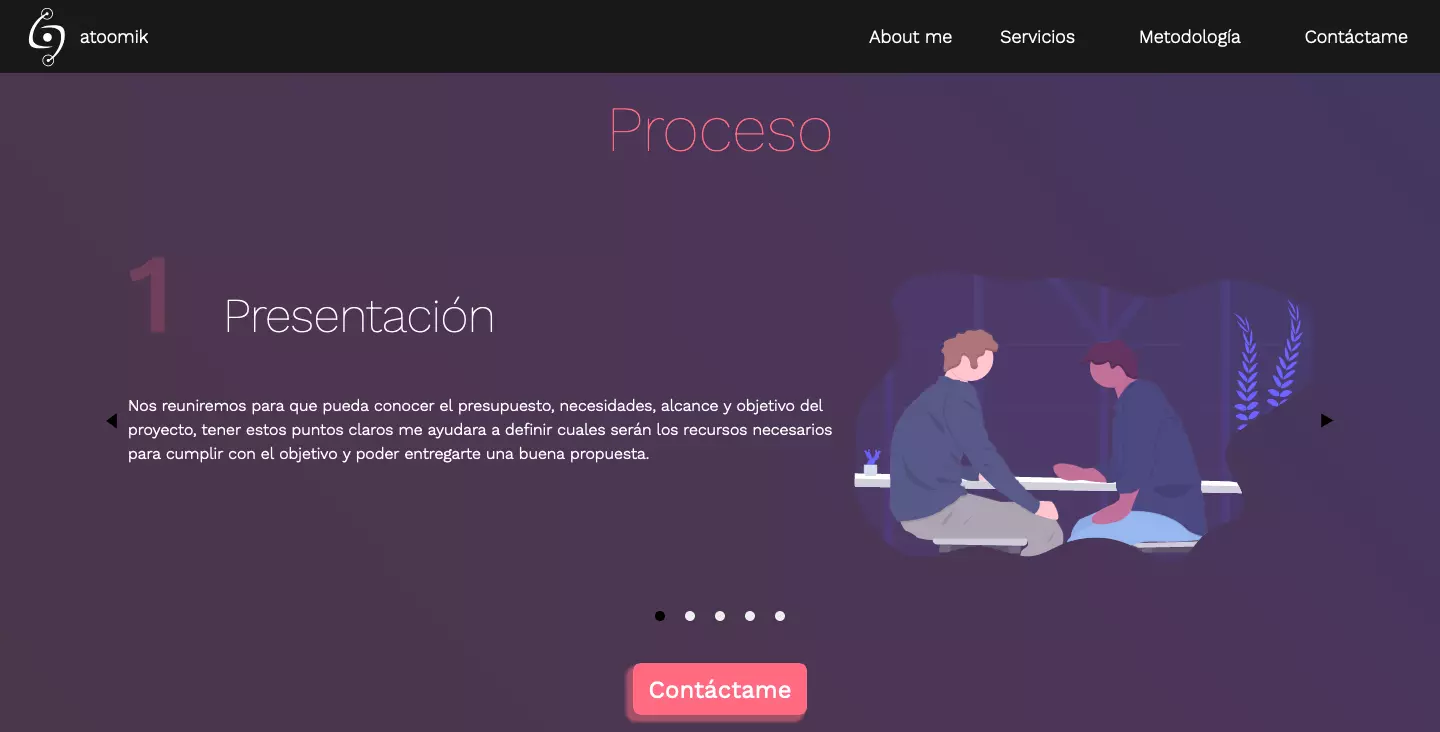 atoomik
About me
Servicios
Metodología
Contáctame
Proceso
1
Presentación
Nos reuniremos para que pueda conocer el presupuesto, necesidades, alcance y objetivo del
proyecto, tener estos puntos claros me ayudara a definir cuales serán los recursos necesarios
para cumplir con el objetivo y poder entregarte una buena propuesta.
Contáctame